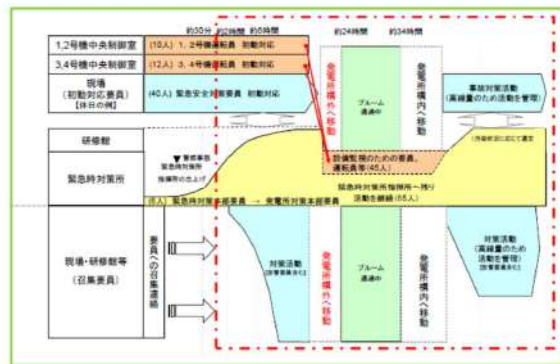 約30分 約2時間 約6時間 約24時間 約34時間
1,2号機中央制御室
(18人) 1, 2号機運転員 初動対応
3,4号機中央制御室
(12人) 3, 4号機運転員 初動対応
現場
(初動対応要員)
【休日の例】
(40人) 緊急安全対策要員 初動対応
発電所構外へ移動
プルーム
通過中
発電所構内へ移動
事故対策活動
(高線量のため活動を管理)
研修館
緊急時対策所
▼警戒事象
緊急時対策所
指揮所の立上げ
設備監視のための要員、
運転員等(45人)
緊急時対策所指揮所へ残り
活動を継続(65人)
(6人) 緊急時対策本部要員 → 発電所対策本部要員
現場・研修館等
(召集要員)
要員への召集連絡
対策活動
発電所構外へ移動
プルーム
通過中
発電所構内へ移動
対策活動
(高線量のため
活動を管理)